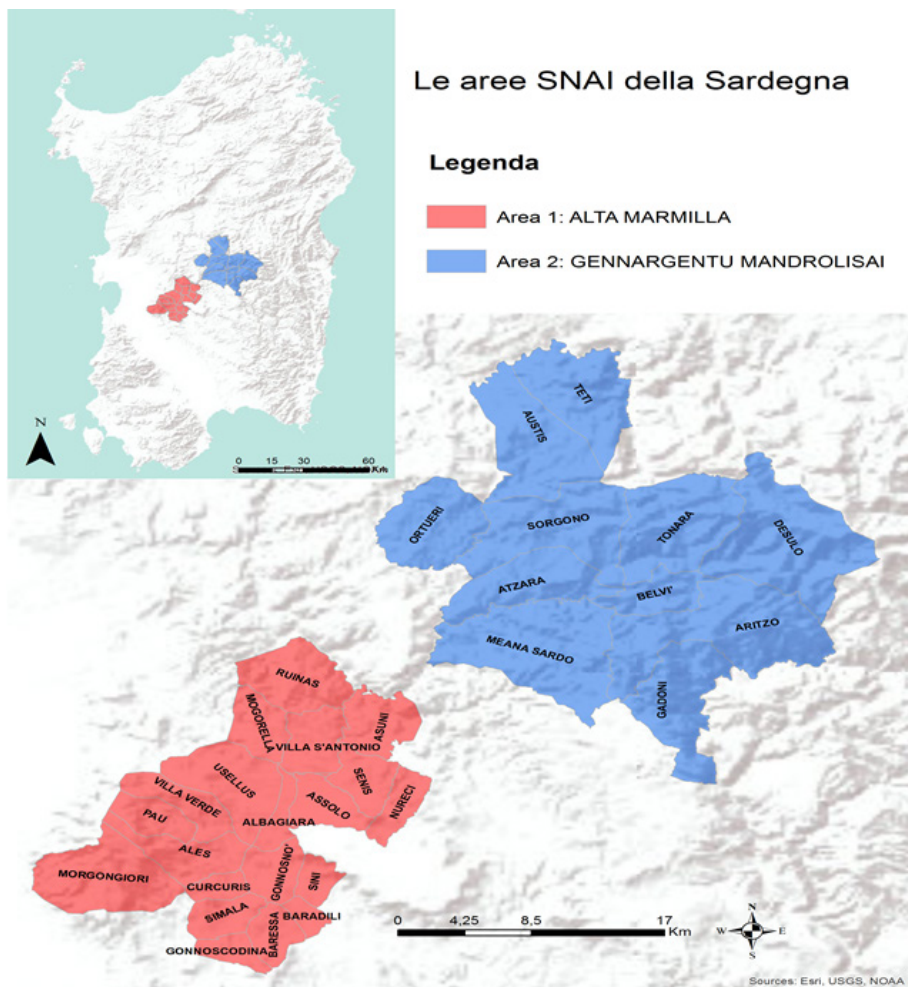 Le aree SNAI della Sardegna
Legenda
Area 1: ALTA MARMILLA
Area 2: GENNARGENTU MANDROLISAI
N
0 15 30 60
Km
TETI
AUSTIS
ORTUERI
SORGONO
TONARA
DESULO
ATZARA
BELVI'
MEANA SARDO
ARITZO
GADONI
RUINAS
MOGORELLA
ASUNI
VILLA S'ANTONIO
USELLUS
SENIS
NURECI
VILLA VERDE
ASSOLO
PAU
ALBAGIARA
ALES
GONNOSNO'
MORGONGIORI
CURCURIS
SINI
SIMALA
BARESSA
BARADILI
GONNOSCODINA
0 4,25 8,5 17
Km
N
W E
S
Sources: Esri, USGS, NOAA